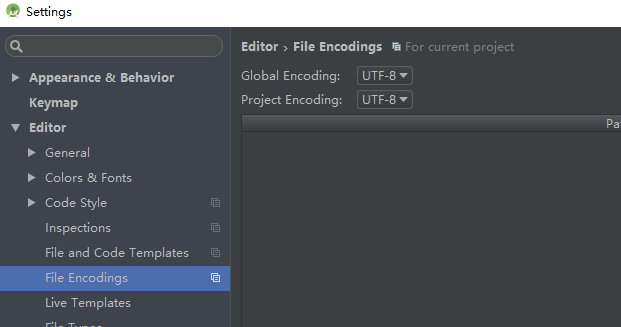 Settings
Appearance & Behavior
Keymap
Editor
General
Colors & Fonts
Code Style
Inspections
File and Code Templates
File Encodings
Live Templates
File Types
Editor › File Encodings For current project
Global Encoding: UTF-8
Project Encoding: UTF-8